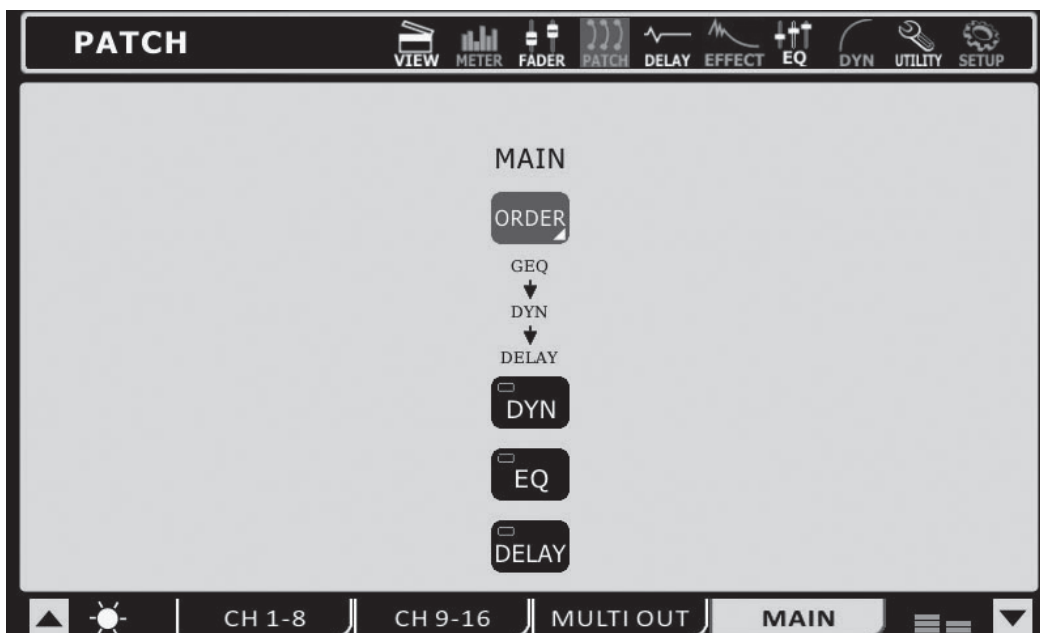 PATCH
VIEW METER FADER PATCH DELAY EFFECT EQ DYN UTILITY SETUP
MAIN
ORDER
GEQ
DYN
DELAY
DYN
EQ
DELAY
CH 1-8 CH 9-16 MULTI OUT MAIN